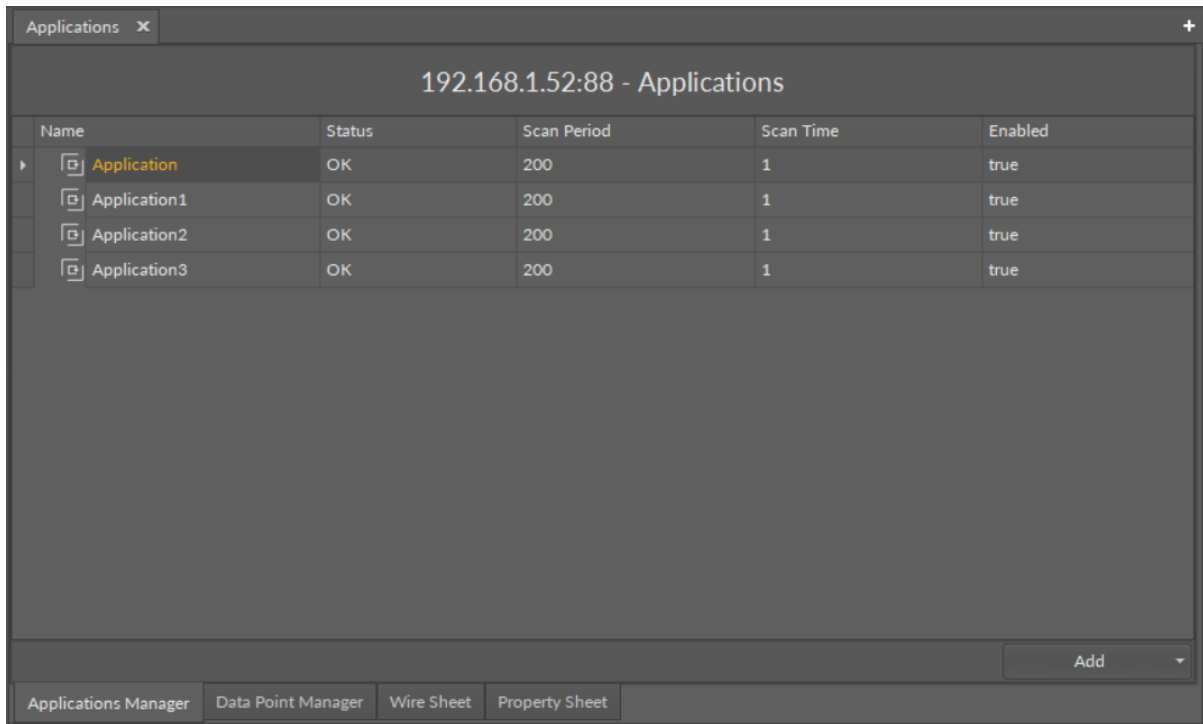 Applications
192.168.1.52:88 - Applications
Name Status Scan Period Scan Time Enabled
Application OK 200 1 true
Application1 OK 200 1 true
Application2 OK 200 1 true
Application3 OK 200 1 true
Add
Applications Manager Data Point Manager Wire Sheet Property Sheet